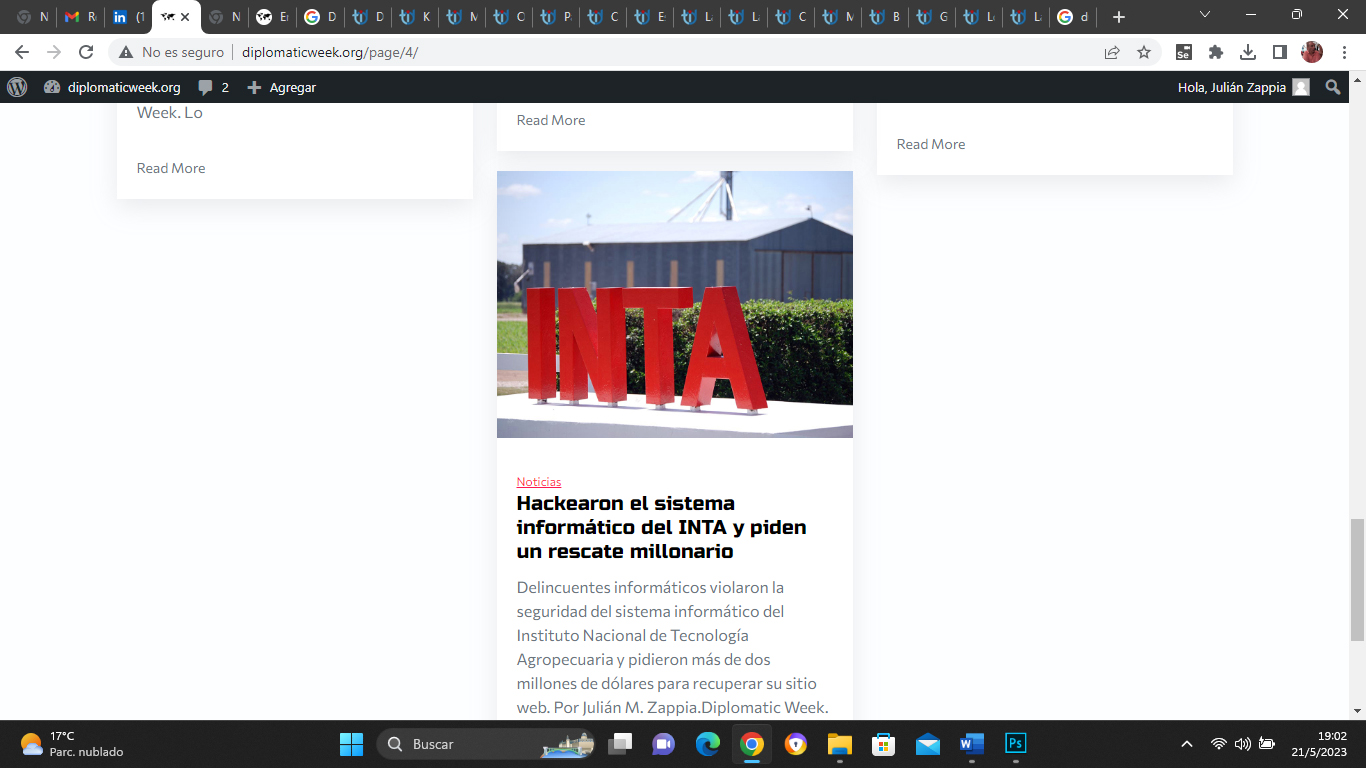 N
R
(1
N
Er
D
D
K
M
C
P
C
E
L
L
C
M
B
G
L
L
d
No es seguro
diplomaticweek.org/page/4/
Se
diplomaticweek.org
2
Agregar
Hola, Julián Zappia
Week. Lo
Read More
Read More
Read More
INTA
Noticias
Hackearon el sistema
informático del INTA y piden
un rescate millonario
Delincuentes informáticos violaron la
seguridad del sistema informático del
Instituto Nacional de Tecnología
Agropecuaria y pidieron más de dos
millones de dólares para recuperar su sitio
web. Por Julián M. Zappia.Diplomatic Week.
17°C
Parc. nublado
Buscar
W
Ps
19:02
21/5/2023